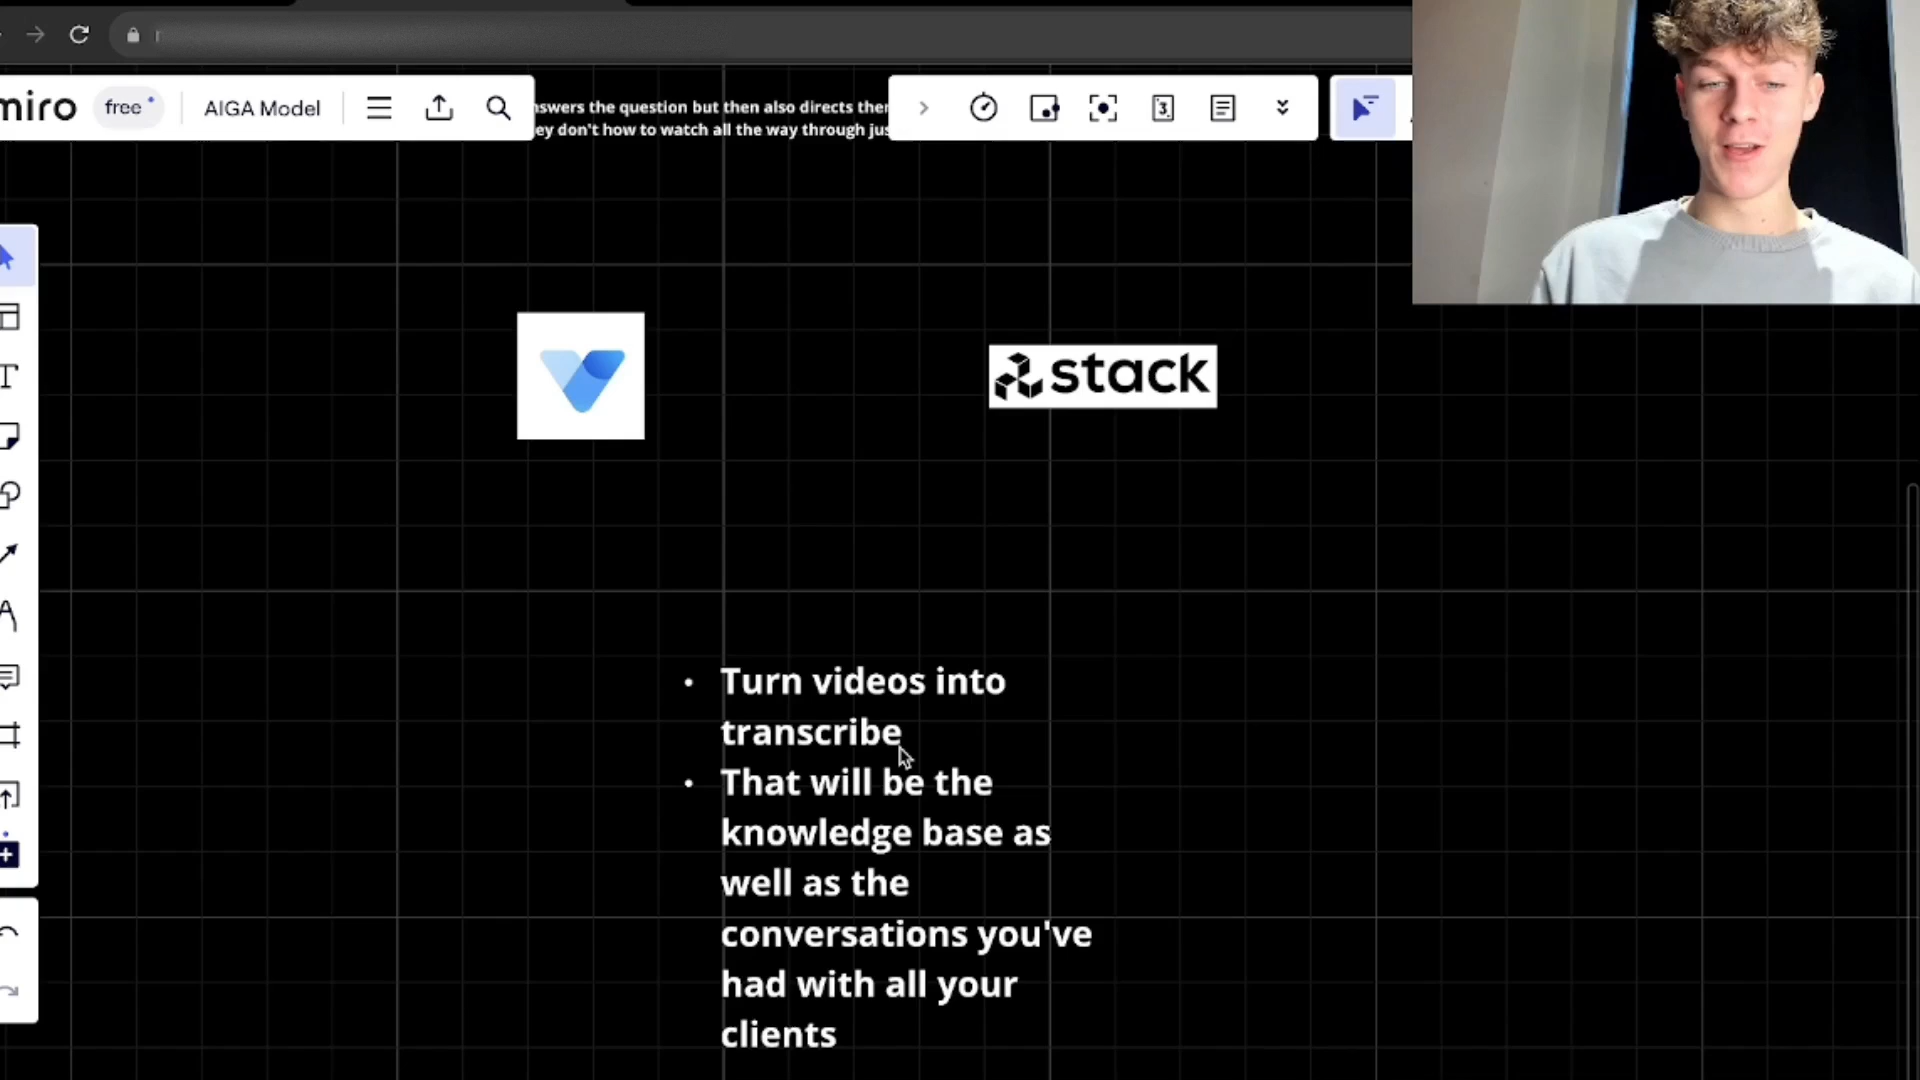 miro
free
AIGA Model
swers the question but then also directs
ey don't how to watch all the way through
3
stack
• Turn videos into
transcribe
• That will be the
knowledge base as
well as the
conversations you've
had with all your
clients